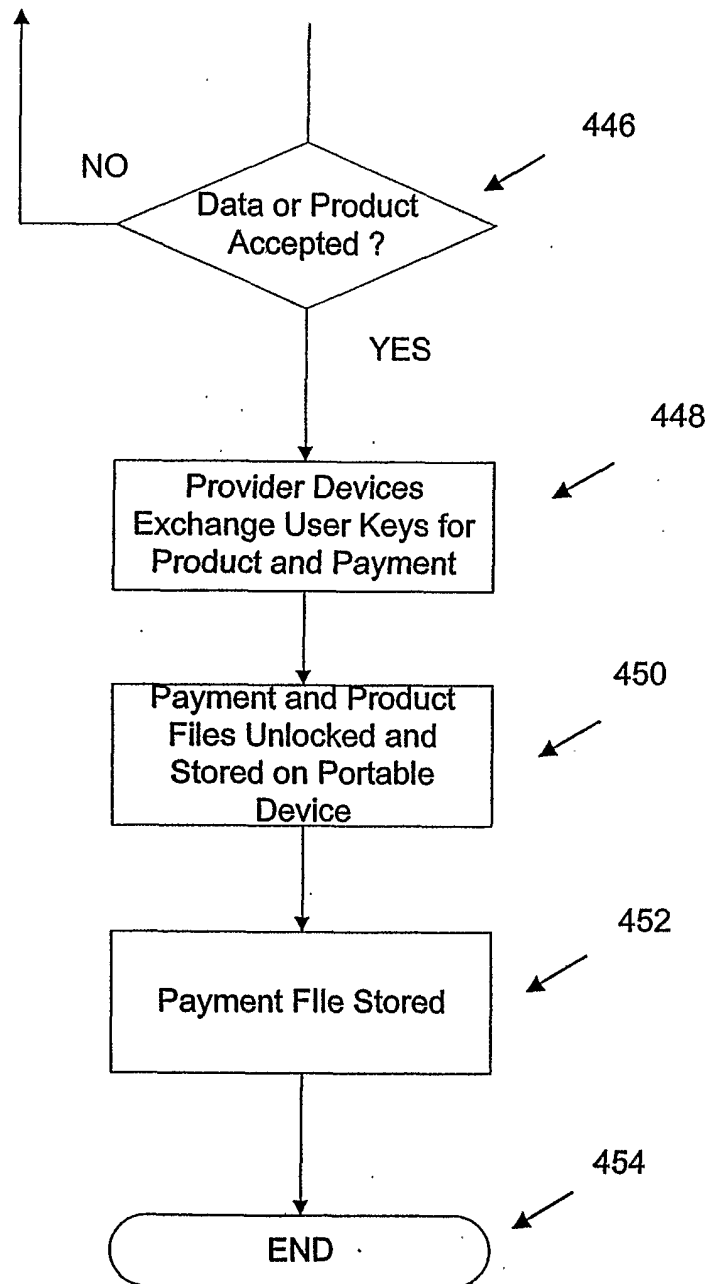 446
NO
Data or Product
Accepted ?
YES
448
Provider Devices
Exchange User Keys for
Product and Payment
450
Payment and Product
Files Unlocked and
Stored on Portable
Device
452
Payment FIle Stored
454
END